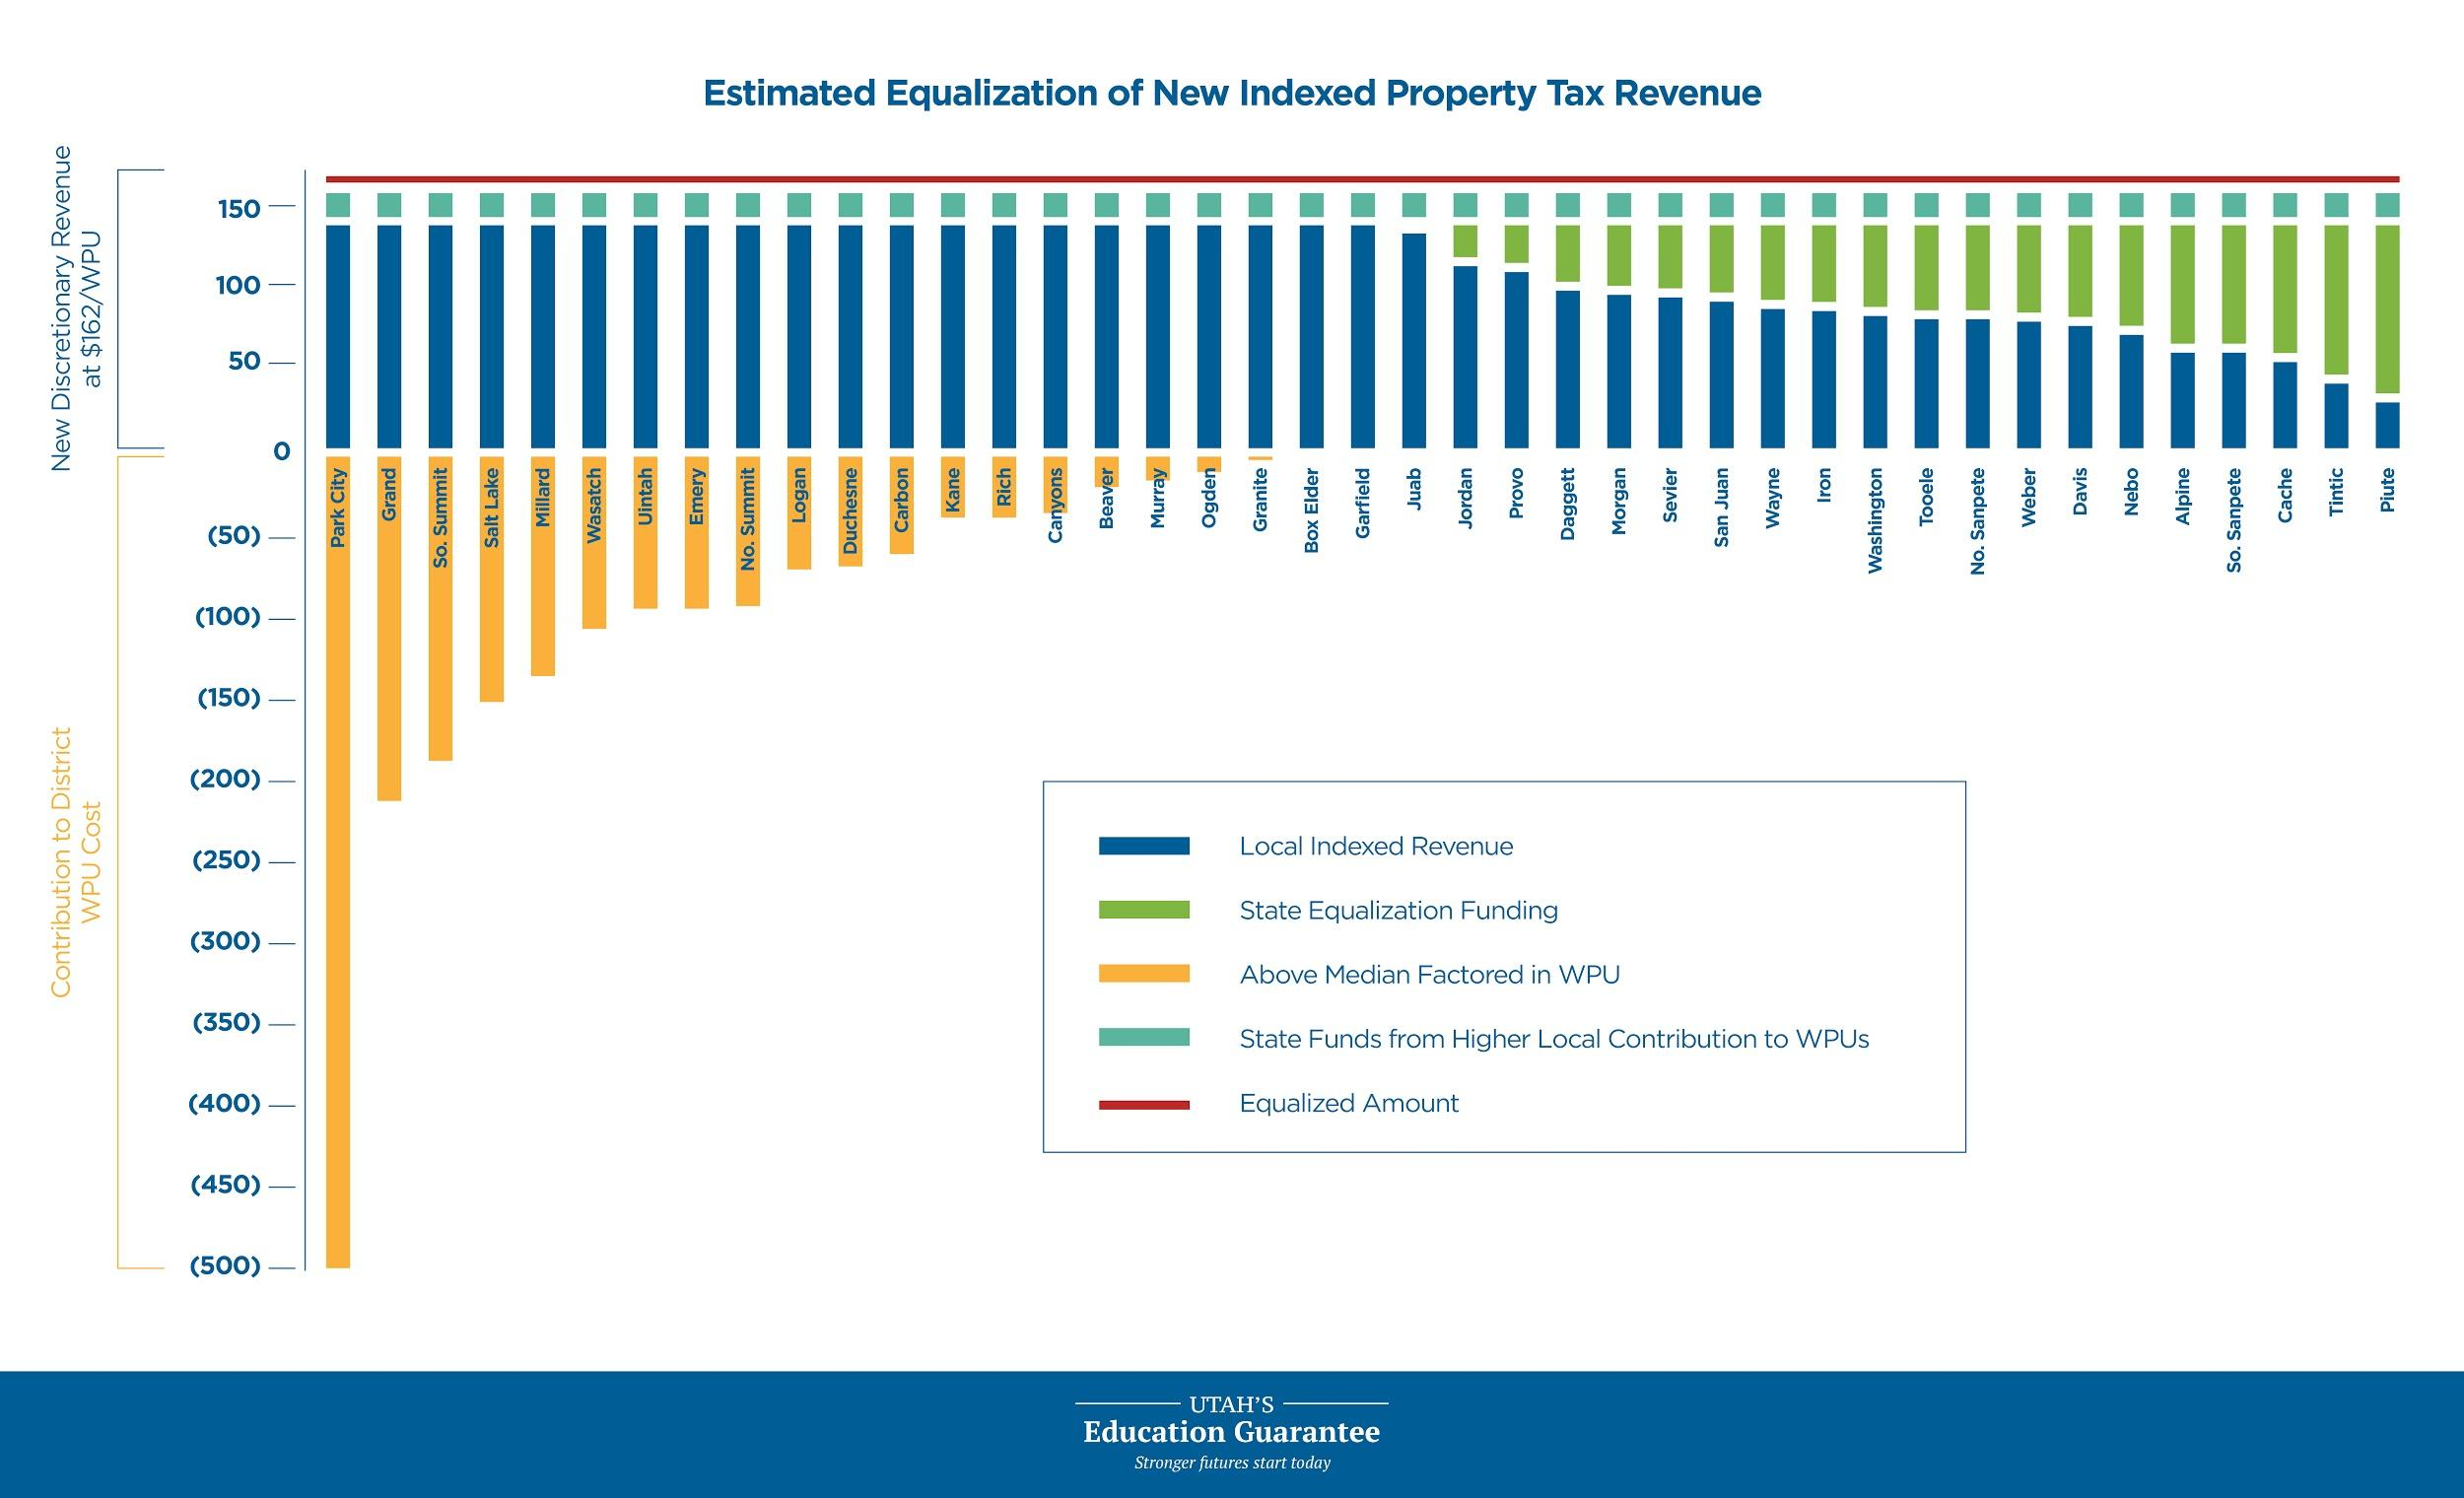 Estimated Equalization of New Indexed Property Tax Revenue
New Discretionary Revenue
at $162/WPU
Contribution to District
WPU Cost
150
100
50
0
(50)
(100)
(150)
(200)
(250)
(300)
(350)
(400)
(450)
(500)
Park City
Grand
So. Summit
Salt Lake
Millard
Wasatch
Uintah
Emery
No. Summit
Logan
Duchesne
Carbon
Kane
Rich
Canyons
Beaver
Murray
Ogden
Granite
Box Elder
Garfield
Juab
Jordan
Provo
Daggett
Morgan
Sevier
San Juan
Wayne
Iron
Washington
Tooele
No. Sanpete
Weber
Davis
Nebo
Alpine
So. Sanpete
Cache
Tintic
Piute
Local Indexed Revenue
State Equalization Funding
Above Median Factored in WPU
State Funds from Higher Local Contribution to WPUs
Equalized Amount
UTAH'S
Education Guarantee
Stronger futures start today